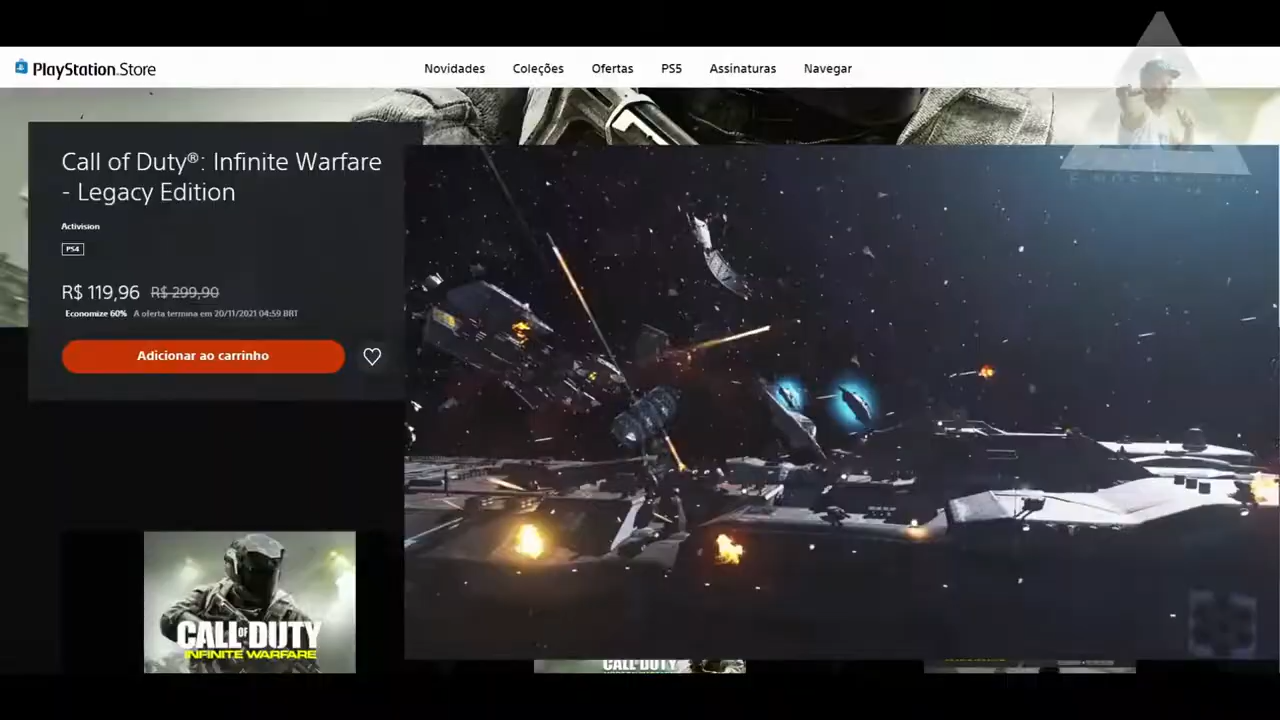 PlayStation.Store
Novidades
Coleções
Ofertas
PS5
Assinaturas
Navegar
Call of Duty®: Infinite Warfare
- Legacy Edition
Activision
PS4
R$ 119,96 R$ 299,90
Economize 60% A oferta termina em 20/11/2021 04:59 BRT
Adicionar ao carrinho
CALL OF DUTY
INFINITE WARFARE
CALL OF DUTY